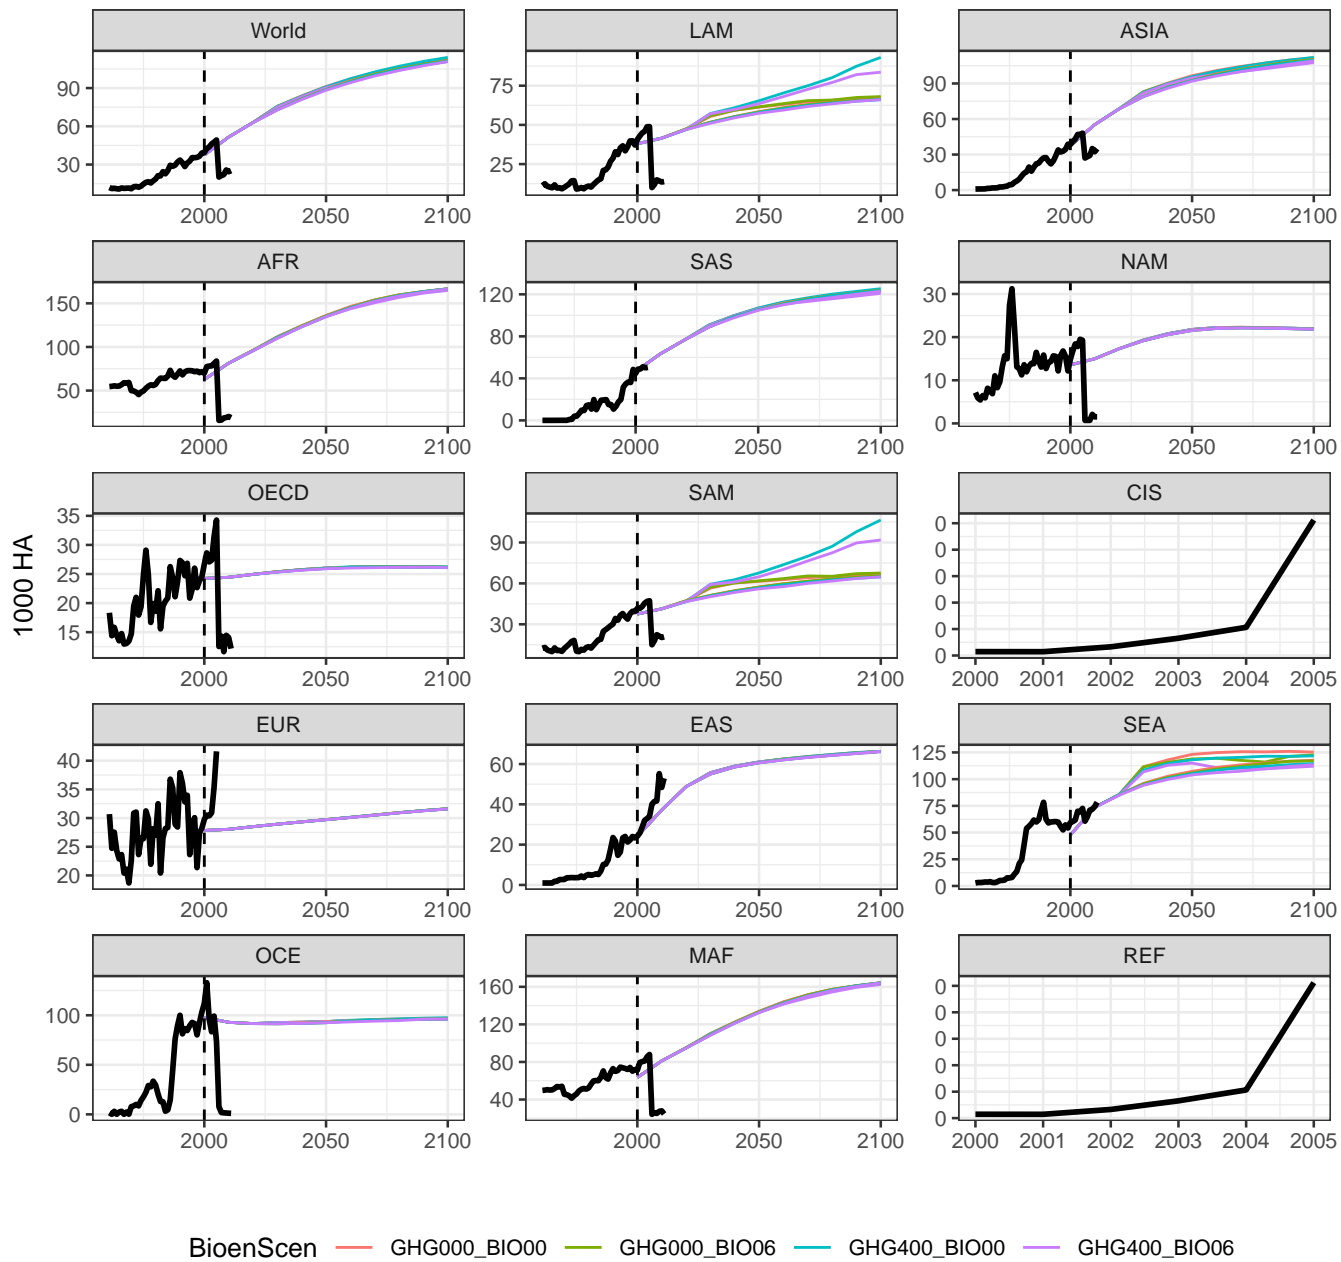 World
LAM
ASIA
90
60
30
2000 2050 2100
75
50
25
2000 2050 2100
90
60
30
0
2000 2050 2100
AFR
SAS
NAM
150
100
50
2000 2050 2100
120
80
40
0
2000 2050 2100
30
20
10
0
2000 2050 2100
OECD
SAM
CIS
1000 HA
35
30
25
20
15
2000 2050 2100
90
60
30
2000 2050 2100
0
0
0
0
0
0
2000 2001 2002 2003 2004 2005
EUR
EAS
SEA
40
35
30
25
20
2000 2050 2100
60
40
20
0
2000 2050 2100
125
100
75
50
25
0
2000 2050 2100
OCE
MAF
REF
100
50
0
2000 2050 2100
160
120
80
40
2000 2050 2100
0
0
0
0
0
0
2000 2001 2002 2003 2004 2005
BioenScen GHG000_BIO00 GHG000_BIO06 GHG400_BIO00 GHG400_BIO06